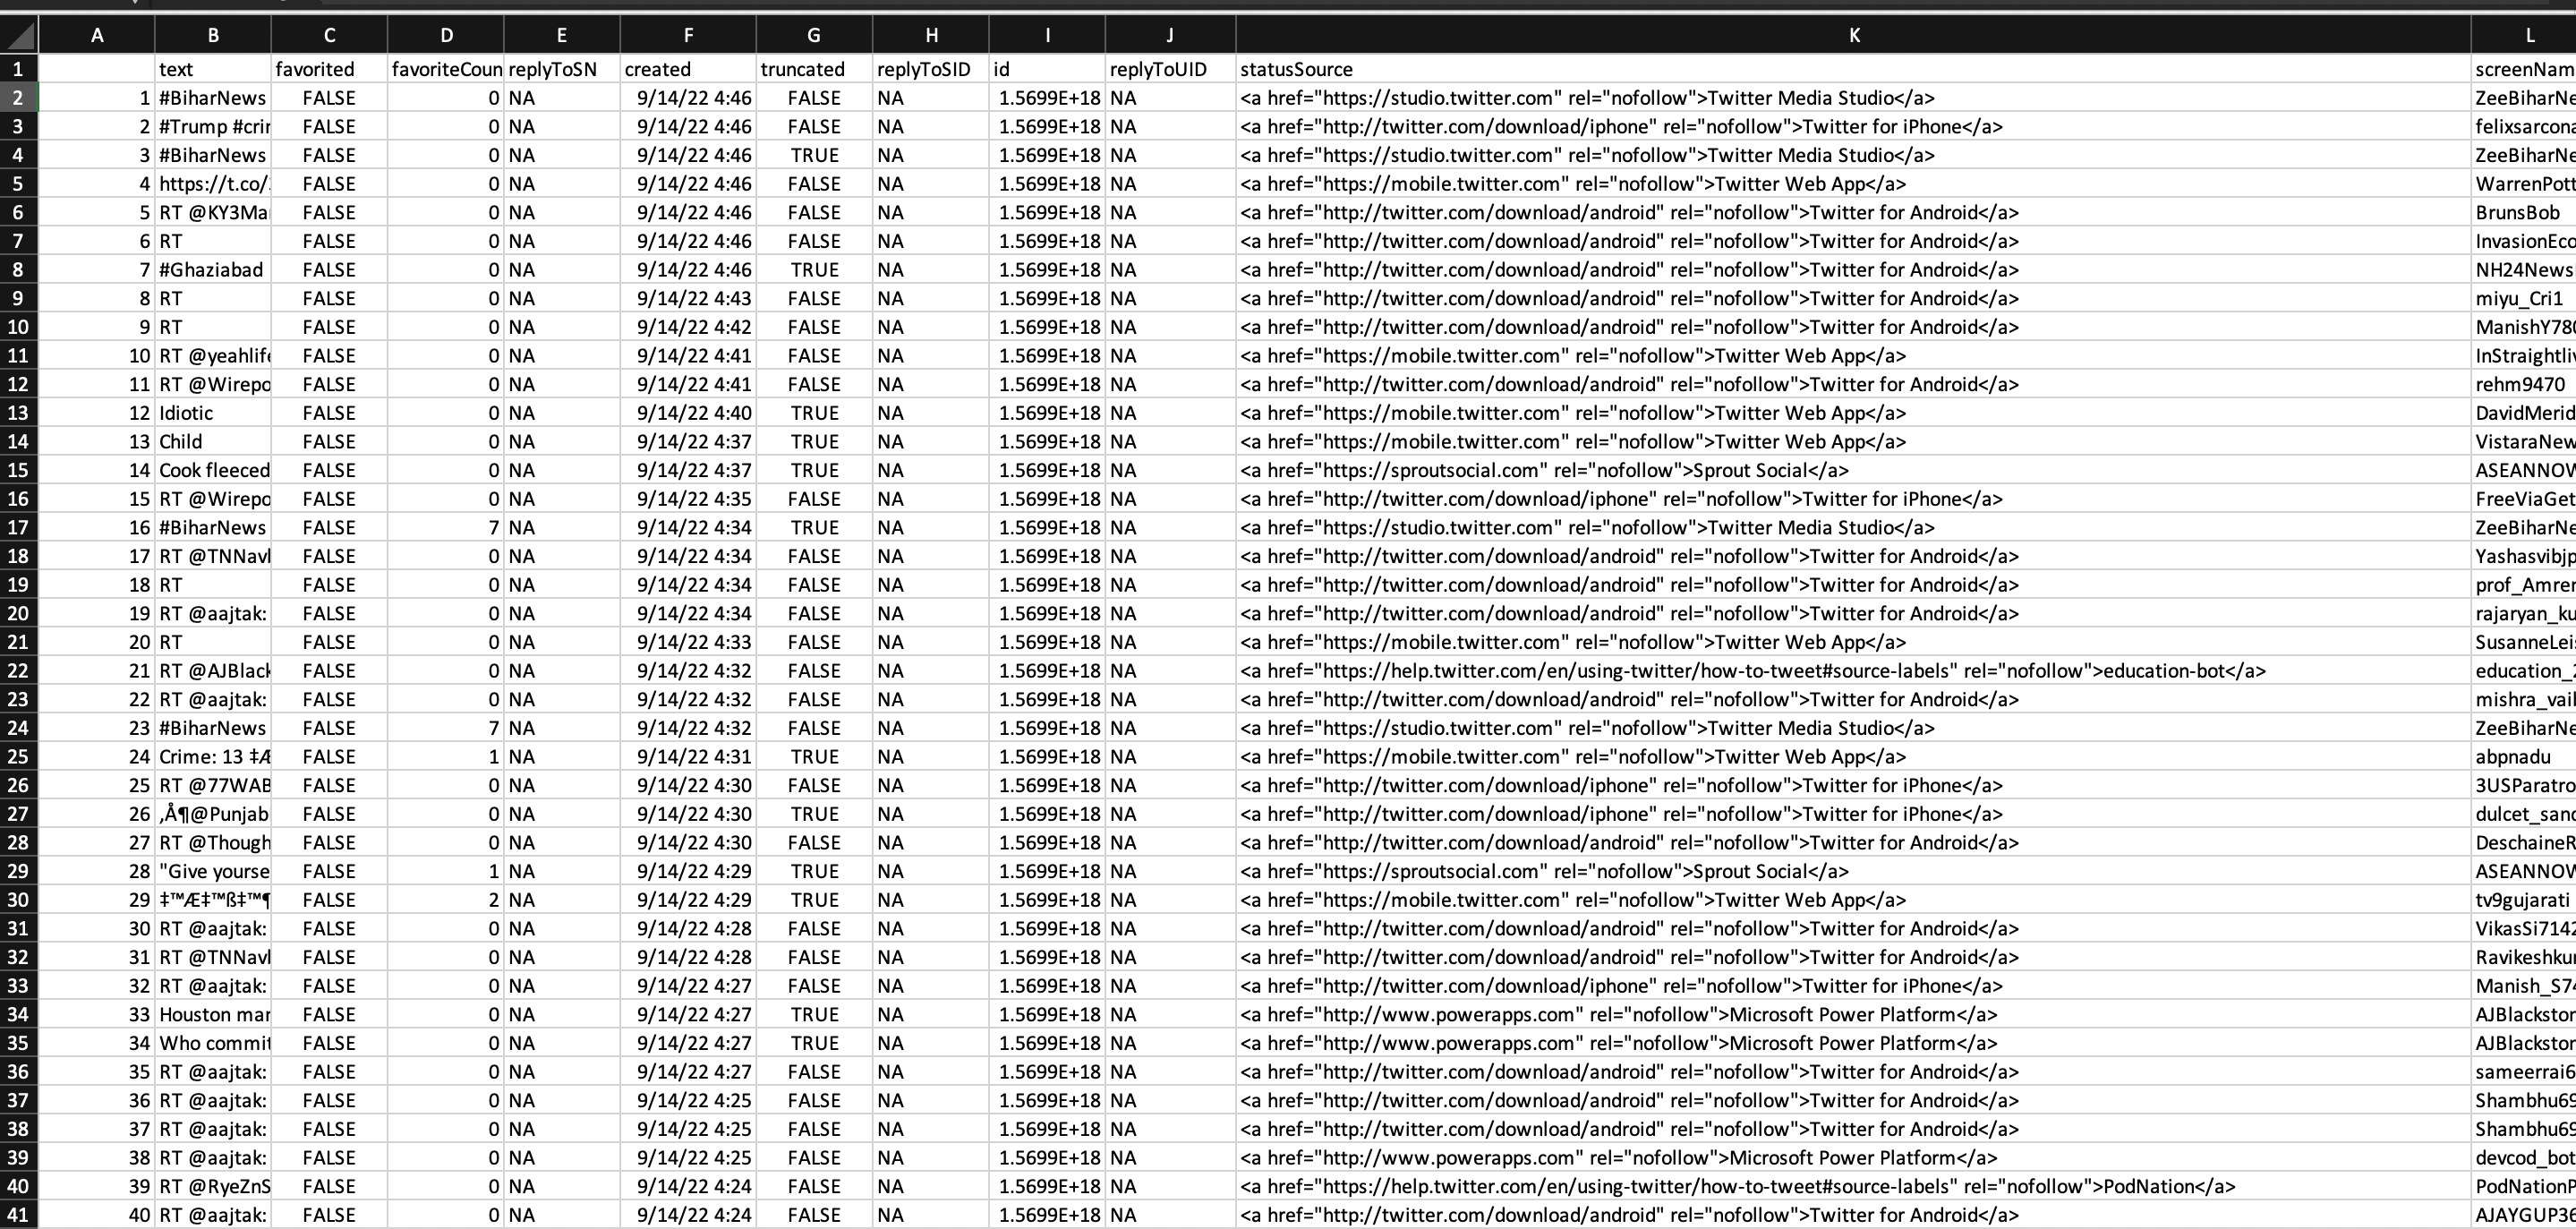 A B C D E F G H I J K L
1 text favorited favoriteCoun replyToSN created truncated replyToSID id replyToUID statusSource screenNam
2 1 #BiharNews FALSE 0 NA 9/14/22 4:46 FALSE NA 1.5699E+18 NA <a href="https://studio.twitter.com" rel="nofollow">Twitter Media Studio</a> ZeeBiharNe
3 2 #Trump #crir FALSE 0 NA 9/14/22 4:46 FALSE NA 1.5699E+18 NA <a href="http://twitter.com/download/iphone" rel="nofollow">Twitter for iPhone</a> felixsarcona
4 3 #BiharNews FALSE 0 NA 9/14/22 4:46 TRUE NA 1.5699E+18 NA <a href="https://studio.twitter.com" rel="nofollow">Twitter Media Studio</a> ZeeBiharNe
5 4 https://t.co/ FALSE 0 NA 9/14/22 4:46 FALSE NA 1.5699E+18 NA <a href="https://mobile.twitter.com" rel="nofollow">Twitter Web App</a> WarrenPott
6 5 RT @KY3Mai FALSE 0 NA 9/14/22 4:46 FALSE NA 1.5699E+18 NA <a href="http://twitter.com/download/android" rel="nofollow">Twitter for Android</a> BrunsBob
7 6 RT FALSE 0 NA 9/14/22 4:46 FALSE NA 1.5699E+18 NA <a href="http://twitter.com/download/android" rel="nofollow">Twitter for Android</a> InvasionEco
8 7 #Ghaziabad FALSE 0 NA 9/14/22 4:46 TRUE NA 1.5699E+18 NA <a href="http://twitter.com/download/android" rel="nofollow">Twitter for Android</a> NH24News
9 8 RT FALSE 0 NA 9/14/22 4:43 FALSE NA 1.5699E+18 NA <a href="http://twitter.com/download/android" rel="nofollow">Twitter for Android</a> miyu_Cri1
10 9 RT FALSE 0 NA 9/14/22 4:42 FALSE NA 1.5699E+18 NA <a href="http://twitter.com/download/android" rel="nofollow">Twitter for Android</a> ManishY780
11 10 RT @yeahlife FALSE 0 NA 9/14/22 4:41 FALSE NA 1.5699E+18 NA <a href="https://mobile.twitter.com" rel="nofollow">Twitter Web App</a> InStraightli
12 11 RT @Wirepo FALSE 0 NA 9/14/22 4:41 FALSE NA 1.5699E+18 NA <a href="http://twitter.com/download/android" rel="nofollow">Twitter for Android</a> rehm9470
13 12 Idiotic FALSE 0 NA 9/14/22 4:40 TRUE NA 1.5699E+18 NA <a href="https://mobile.twitter.com" rel="nofollow">Twitter Web App</a> DavidMerid
14 13 Child FALSE 0 NA 9/14/22 4:37 TRUE NA 1.5699E+18 NA <a href="https://mobile.twitter.com" rel="nofollow">Twitter Web App</a> VistaraNew
15 14 Cook fleeced FALSE 0 NA 9/14/22 4:37 TRUE NA 1.5699E+18 NA <a href="https://sproutsocial.com" rel="nofollow">Sprout Social</a> ASEANNOW
16 15 RT @Wirepo FALSE 0 NA 9/14/22 4:35 FALSE NA 1.5699E+18 NA <a href="http://twitter.com/download/iphone" rel="nofollow">Twitter for iPhone</a> FreeViaGet
17 16 #BiharNews FALSE 7 NA 9/14/22 4:34 TRUE NA 1.5699E+18 NA <a href="https://studio.twitter.com" rel="nofollow">Twitter Media Studio</a> ZeeBiharNe
18 17 RT @TNNavl FALSE 0 NA 9/14/22 4:34 FALSE NA 1.5699E+18 NA <a href="http://twitter.com/download/android" rel="nofollow">Twitter for Android</a> Yashasvibjp
19 18 RT FALSE 0 NA 9/14/22 4:34 FALSE NA 1.5699E+18 NA <a href="http://twitter.com/download/android" rel="nofollow">Twitter for Android</a> prof_Amrer
20 19 RT @aajtak: FALSE 0 NA 9/14/22 4:34 FALSE NA 1.5699E+18 NA <a href="http://twitter.com/download/android" rel="nofollow">Twitter for Android</a> rajaryan_ku
21 20 RT FALSE 0 NA 9/14/22 4:33 FALSE NA 1.5699E+18 NA <a href="https://mobile.twitter.com" rel="nofollow">Twitter Web App</a> SusanneLeis
22 21 RT @AJBlack FALSE 0 NA 9/14/22 4:32 FALSE NA 1.5699E+18 NA <a href="https://help.twitter.com/en/using-twitter/how-to-tweet#source-labels" rel="nofollow">education-bot</a> education_2
23 22 RT @aajtak: FALSE 0 NA 9/14/22 4:32 FALSE NA 1.5699E+18 NA <a href="http://twitter.com/download/android" rel="nofollow">Twitter for Android</a> mishra_vail
24 23 #BiharNews FALSE 7 NA 9/14/22 4:32 FALSE NA 1.5699E+18 NA <a href="https://studio.twitter.com" rel="nofollow">Twitter Media Studio</a> ZeeBiharNe
25 24 Crime: 13 ‡Æ FALSE 1 NA 9/14/22 4:31 TRUE NA 1.5699E+18 NA <a href="https://mobile.twitter.com" rel="nofollow">Twitter Web App</a> abpnadu
26 25 RT @77WAB FALSE 0 NA 9/14/22 4:30 FALSE NA 1.5699E+18 NA <a href="http://twitter.com/download/iphone" rel="nofollow">Twitter for iPhone</a> 3USParatro
27 26 ‚Å¶@Punjab FALSE 0 NA 9/14/22 4:30 TRUE NA 1.5699E+18 NA <a href="http://twitter.com/download/iphone" rel="nofollow">Twitter for iPhone</a> dulcet_sand
28 27 RT @Though FALSE 0 NA 9/14/22 4:30 FALSE NA 1.5699E+18 NA <a href="http://twitter.com/download/android" rel="nofollow">Twitter for Android</a> DeschaineR
29 28 "Give yourse FALSE 1 NA 9/14/22 4:29 TRUE NA 1.5699E+18 NA <a href="https://sproutsocial.com" rel="nofollow">Sprout Social</a> ASEANNOW
30 29 ‡™Æ‡™ß‡™¶ FALSE 2 NA 9/14/22 4:29 TRUE NA 1.5699E+18 NA <a href="https://mobile.twitter.com" rel="nofollow">Twitter Web App</a> tv9gujarati
31 30 RT @aajtak: FALSE 0 NA 9/14/22 4:28 FALSE NA 1.5699E+18 NA <a href="http://twitter.com/download/android" rel="nofollow">Twitter for Android</a> VikasSi7142
32 31 RT @TNNavl FALSE 0 NA 9/14/22 4:28 FALSE NA 1.5699E+18 NA <a href="http://twitter.com/download/android" rel="nofollow">Twitter for Android</a> Ravikeshkur
33 32 RT @aajtak: FALSE 0 NA 9/14/22 4:27 FALSE NA 1.5699E+18 NA <a href="http://twitter.com/download/iphone" rel="nofollow">Twitter for iPhone</a> Manish_S74
34 33 Houston mar FALSE 0 NA 9/14/22 4:27 TRUE NA 1.5699E+18 NA <a href="http://www.powerapps.com" rel="nofollow">Microsoft Power Platform</a> AJBlackstor
35 34 Who commit FALSE 0 NA 9/14/22 4:27 TRUE NA 1.5699E+18 NA <a href="http://www.powerapps.com" rel="nofollow">Microsoft Power Platform</a> AJBlackstor
36 35 RT @aajtak: FALSE 0 NA 9/14/22 4:27 FALSE NA 1.5699E+18 NA <a href="http://twitter.com/download/android" rel="nofollow">Twitter for Android</a> sameerrai6
37 36 RT @aajtak: FALSE 0 NA 9/14/22 4:25 FALSE NA 1.5699E+18 NA <a href="http://twitter.com/download/android" rel="nofollow">Twitter for Android</a> Shambhu69
38 37 RT @aajtak: FALSE 0 NA 9/14/22 4:25 FALSE NA 1.5699E+18 NA <a href="http://twitter.com/download/android" rel="nofollow">Twitter for Android</a> Shambhu69
39 38 RT @aajtak: FALSE 0 NA 9/14/22 4:25 FALSE NA 1.5699E+18 NA <a href="http://www.powerapps.com" rel="nofollow">Microsoft Power Platform</a> devcod_bot
40 39 RT @RyeZnS FALSE 0 NA 9/14/22 4:24 FALSE NA 1.5699E+18 NA <a href="https://help.twitter.com/en/using-twitter/how-to-tweet#source-labels" rel="nofollow">PodNation</a> PodNationP
41 40 RT @aajtak: FALSE 0 NA 9/14/22 4:24 FALSE NA 1.5699E+18 NA <a href="http://twitter.com/download/android" rel="nofollow">Twitter for Android</a> AJAYGUP36